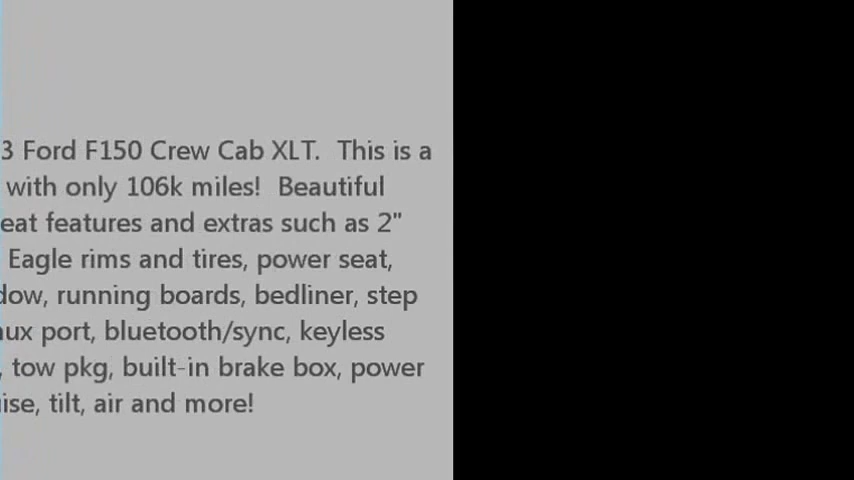 3 Ford F150 Crew Cab XLT. This is a
with only 106k miles! Beautiful
eat features and extras such as 2"
Eagle rims and tires, power seat,
dow, running boards, bedliner, step
aux port, bluetooth/sync, keyless
, tow pkg, built-in brake box, power
ise, tilt, air and more!